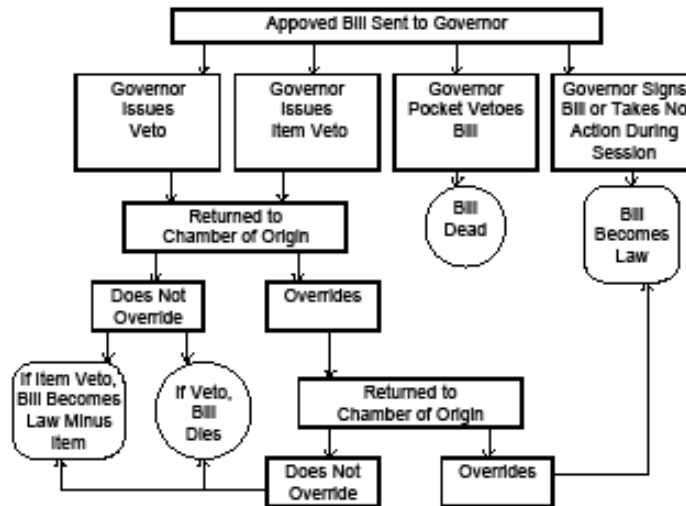 Appoved Bill Sent to Governor
Governor
Issues
Veto
Governor
Issues
Item Veto
Governor
Pocket Vetoes
Bill
Governor Signs
Bill or Takes No
Action During
Session
Returned to
Chamber of Origin
Bill
Dead
Bill
Becomes
Law
Does Not
Override
Overrides
If Item Veto,
Bill Becomes
Law Minus
Item
If Veto,
Bill
Dies
Returned to
Chamber of Origin
Does Not
Override
Overrides